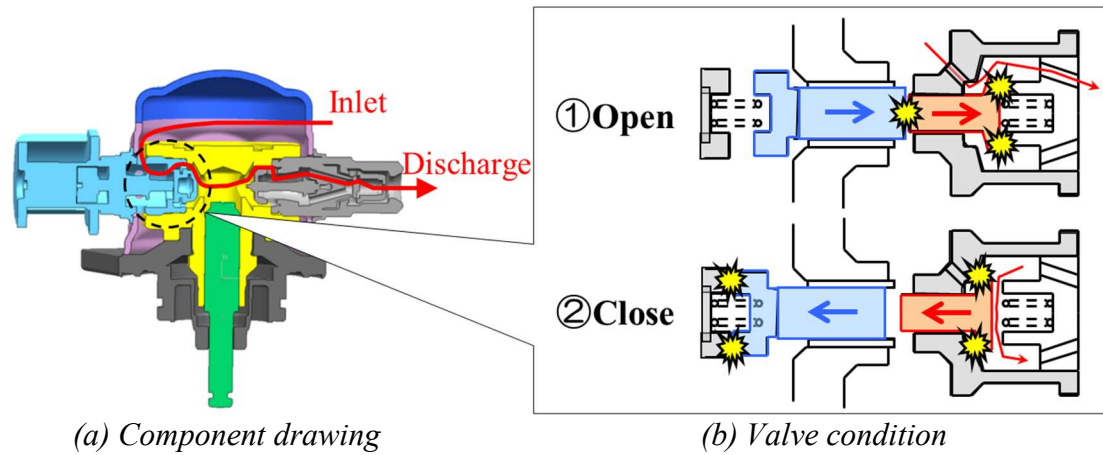 Inlet
Discharge
①Open
②Close
(a) Component drawing
(b) Valve condition